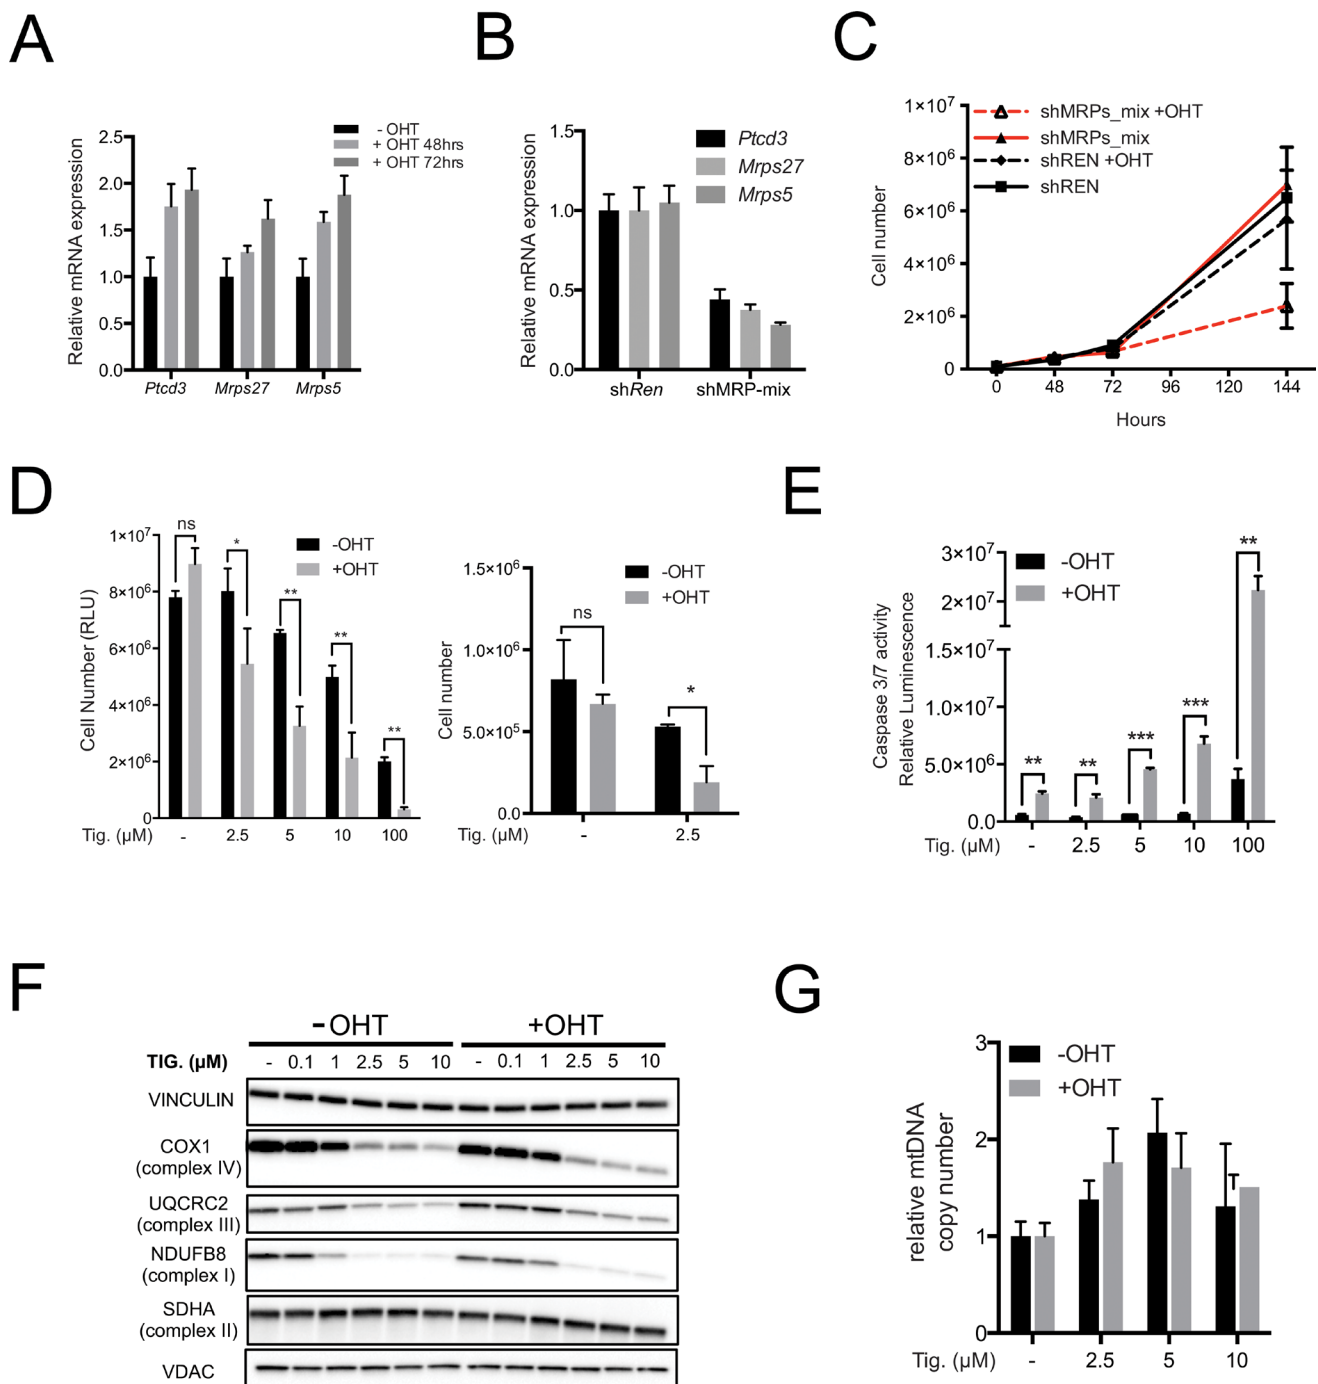 A
B
C
- OHT
+ OHT 48hrs
+ OHT 72hrs
Relative mRNA expression
2.5
2.0
1.5
1.0
0.5
0.0
Ptcd3 Mrps27 Mrps5
Ptcd3
Mrps27
Mrps5
Relative mRNA expression
1.5
1.0
0.5
0.0
shRen shMRP-mix
shMRPs_mix +OHT
shMRPs_mix
shREN +OHT
shREN
Cell number
1×10⁷
8×10⁶
6×10⁶
4×10⁶
2×10⁶
0
0 48 72 96 120 144
Hours
D
E
-OHT
+OHT
Cell Number (RLU)
1×10⁷
8×10⁶
6×10⁶
4×10⁶
2×10⁶
0
ns * ** ** **
Tig. (µM) - 2.5 5 10 100
-OHT
+OHT
Cell number
1.5×10⁶
1.0×10⁶
5.0×10⁵
0.0
ns *
- 2.5
-OHT
+OHT
Caspase 3/7 activity
Relative Luminescence
3×10⁷
2×10⁷
1.5×10⁷
1.0×10⁷
5.0×10⁶
0.0
** ** *** *** **
Tig. (µM) - 2.5 5 10 100
F
G
-OHT +OHT
TIG. (µM) - 0.1 1 2.5 5 10 - 0.1 1 2.5 5 10
VINCULIN
COX1
(complex IV)
UQCRC2
(complex III)
NDUFB8
(complex I)
SDHA
(complex II)
VDAC
-OHT
+OHT
relative mtDNA
copy number
3
2
1
0
Tig. (µM) - 2.5 5 10